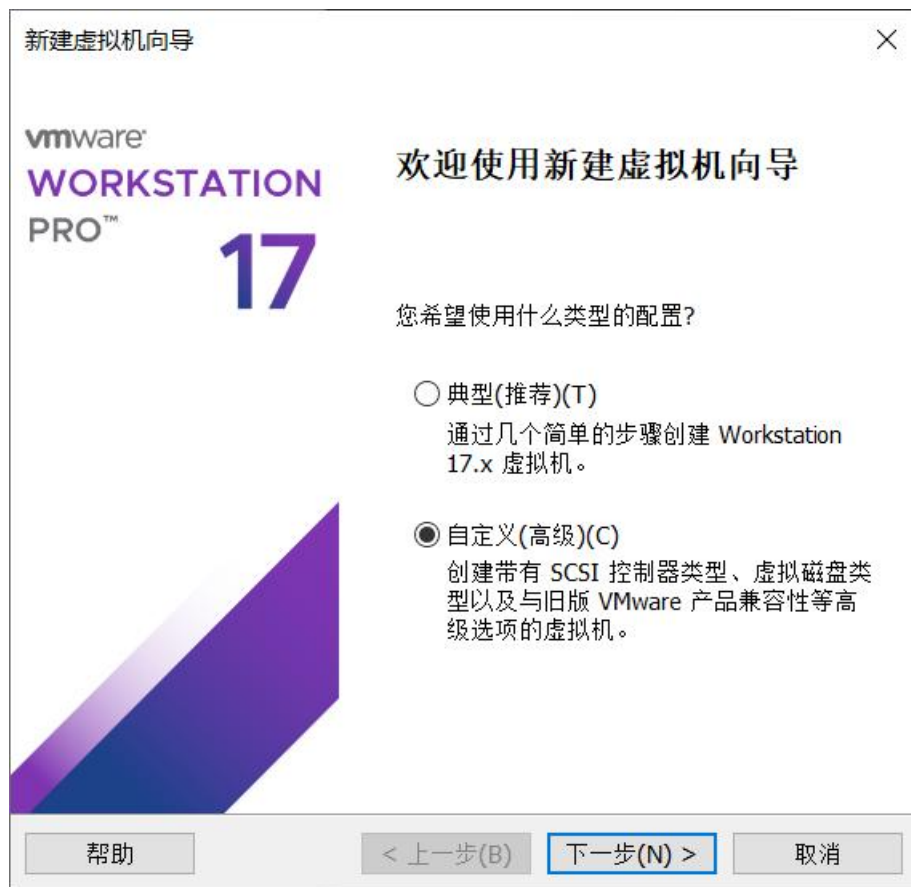 新建虚拟机向导
vmware
WORKSTATION
PRO™
17
欢迎使用新建虚拟机向导
您希望使用什么类型的配置?
典型(推荐)(T)
通过几个简单的步骤创建 Workstation
17.x 虚拟机。
自定义(高级)(C)
创建带有 SCSI 控制器类型、虚拟磁盘类
型以及与旧版 VMware 产品兼容性等高
级选项的虚拟机。
帮助
< 上一步(B)
下一步(N) >
取消